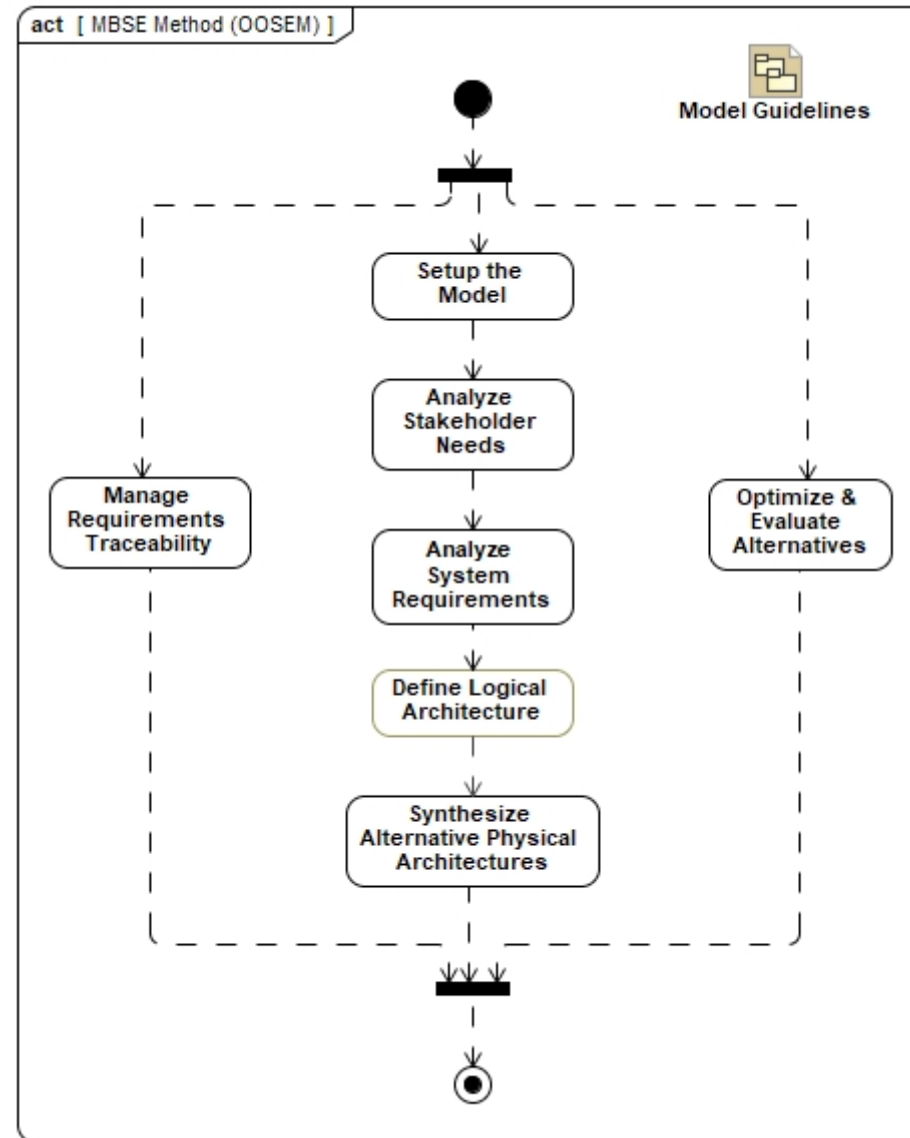 act [ MBSE Method (OOSEM) ]
Model Guidelines
Setup the
Model
Analyze
Stakeholder
Needs
Manage
Requirements
Traceability
Optimize &
Evaluate
Alternatives
Analyze
System
Requirements
Define Logical
Architecture
Synthesize
Alternative Physical
Architectures